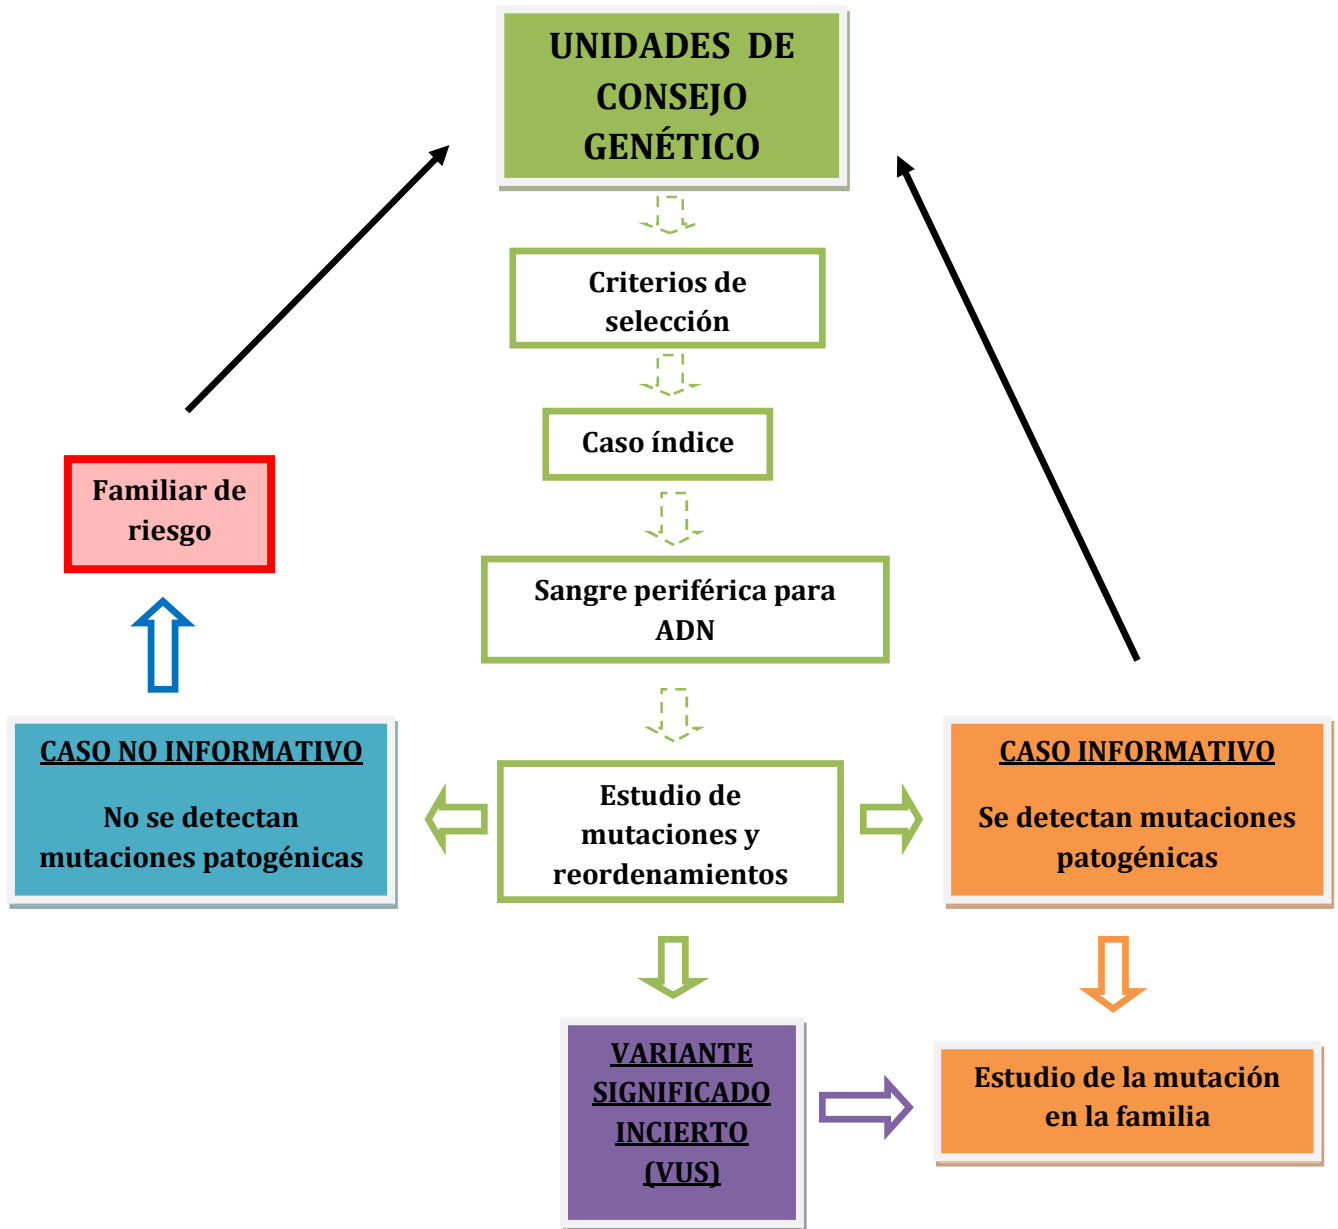 UNIDADES DE
CONSEJO
GENÉTICO
Criterios de
selección
Caso índice
Familiar de
riesgo
Sangre periférica para
ADN
CASO NO INFORMATIVO
No se detectan
mutaciones patogénicas
Estudio de
mutaciones y
reordenamientos
CASO INFORMATIVO
Se detectan mutaciones
patogénicas
VARIANTE
SIGNIFICADO
INCIERTO
(VUS)
Estudio de la mutación
en la familia